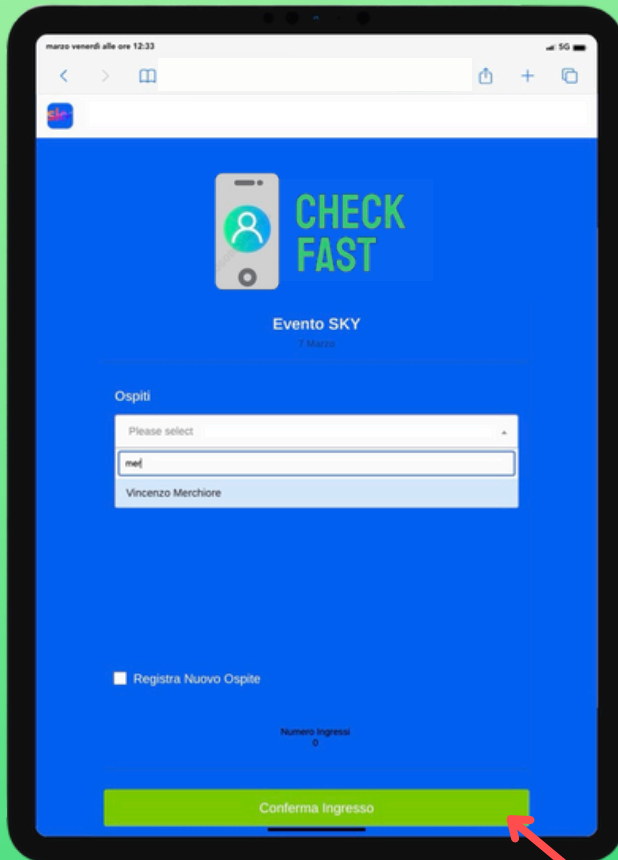 marzo venerdì alle ore 12:33
5G
sky
CHECK
FAST
Evento SKY
7 Marzo
Ospiti
Please select
mer
Vincenzo Merchiore
Registra Nuovo Ospite
Numero Ingressi
0
Conferma Ingresso